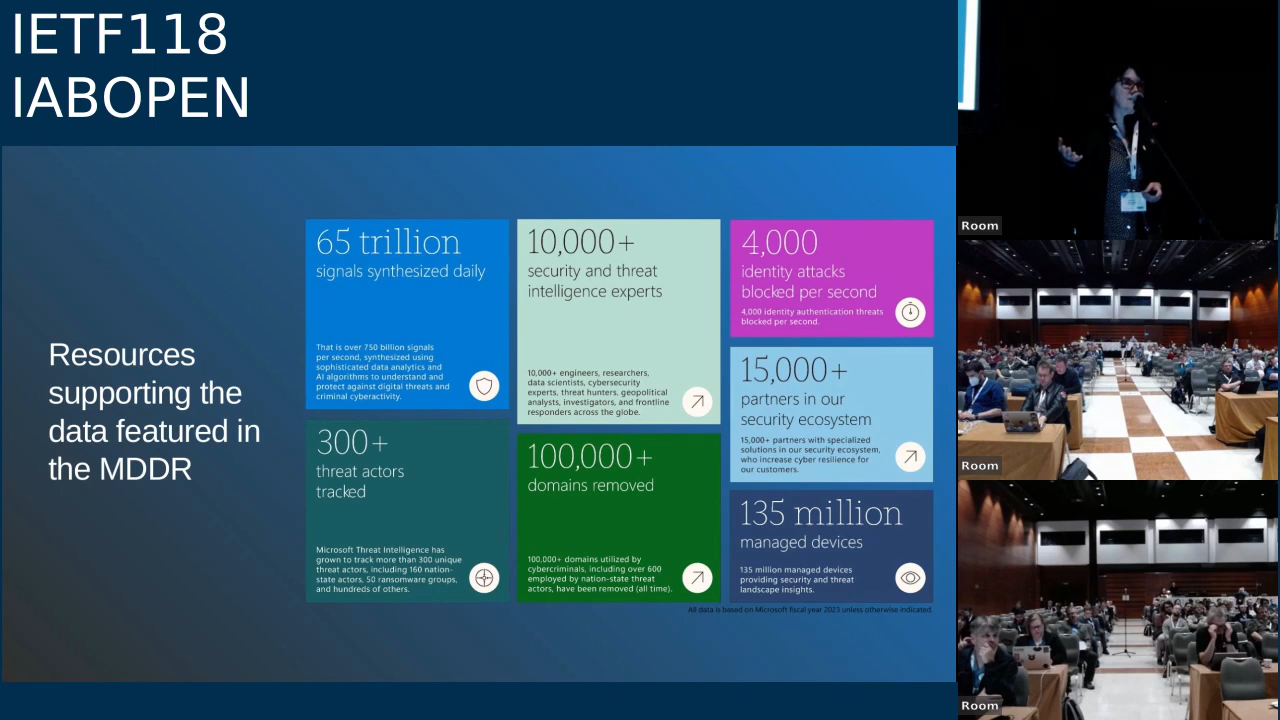 IETF118
IABOPEN
Resources
supporting the
data featured in
the MDDR
65 trillion
signals synthesized daily
That is over 750 billion signals
per second, synthesized using
sophisticated data analytics and
AI algorithms to understand and
protect against digital threats and
criminal cyberactivity.
300+
threat actors
tracked
Microsoft Threat Intelligence has
grown to track more than 300 unique
threat actors, including 160 nation-
state actors, 50 ransomware groups,
and hundreds of others.
10,000+
security and threat
intelligence experts
10,000+ engineers, researchers,
data scientists, cybersecurity
experts, threat hunters, geopolitical
analysts, investigators, and frontline
responders across the globe.
100,000+
domains removed
100,000+ domains utilized by
cybercriminals, including over 600
employed by nation-state threat
actors, have been removed (all time).
4,000
identity attacks
blocked per second
4,000 identity authentication threats
blocked per second.
15,000+
partners in our
security ecosystem
15,000+ partners with specialized
solutions in our security ecosystem,
who increase cyber resilience for
our customers.
135 million
managed devices
135 million managed devices
providing security and threat
landscape insights.
All data is based on Microsoft fiscal year 2023 unless otherwise indicated.
Room
Room
Room